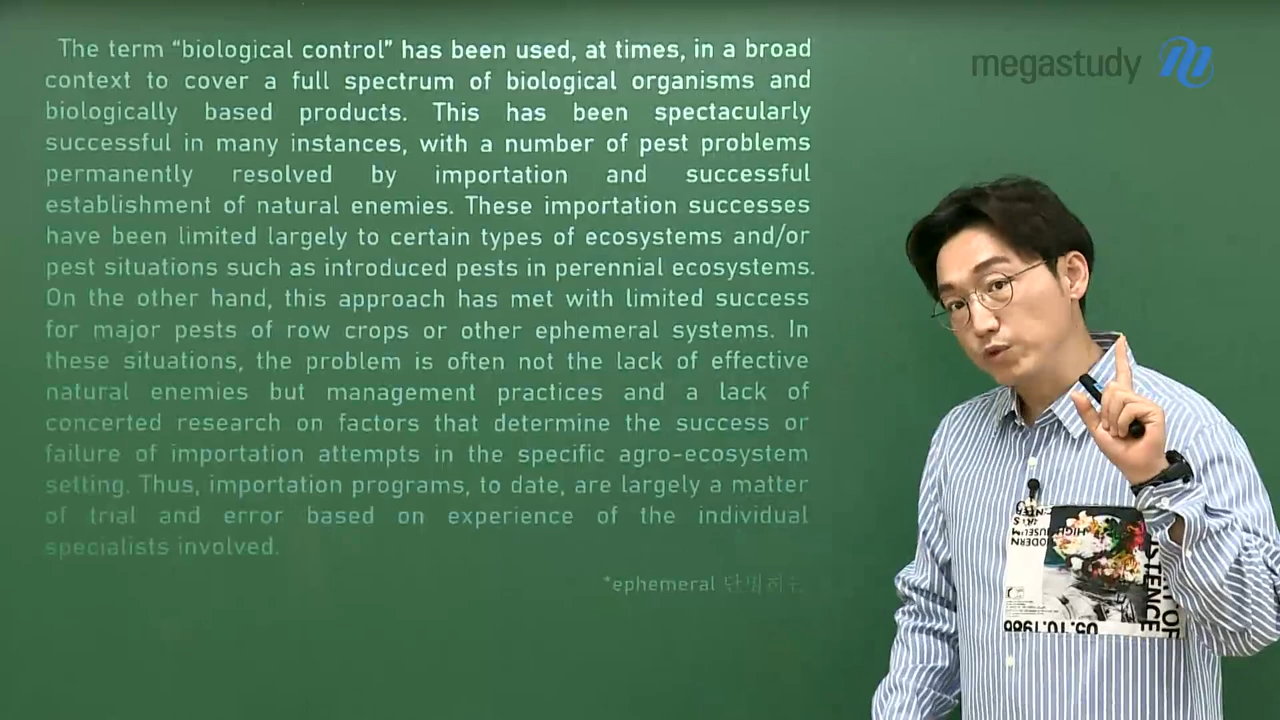 The term “biological control” has been used, at times, in a broad
context to cover a full spectrum of biological organisms and
biologically based products. This has been spectacularly
successful in many instances, with a number of pest problems
permanently resolved by importation and successful
establishment of natural enemies. These importation successes
have been limited largely to certain types of ecosystems and/or
pest situations such as introduced pests in perennial ecosystems.
On the other hand, this approach has met with limited success
for major pests of row crops or other ephemeral systems. In
these situations, the problem is often not the lack of effective
natural enemies but management practices and a lack of
concerted research on factors that determine the success or
failure of importation attempts in the specific agro-ecosystem
setting. Thus, importation programs, to date, are largely a matter
of trial and error based on experience of the individual
specialists involved.
*ephemeral
megastudy
MODERN
HIGH MUSEUM
05.10.1986